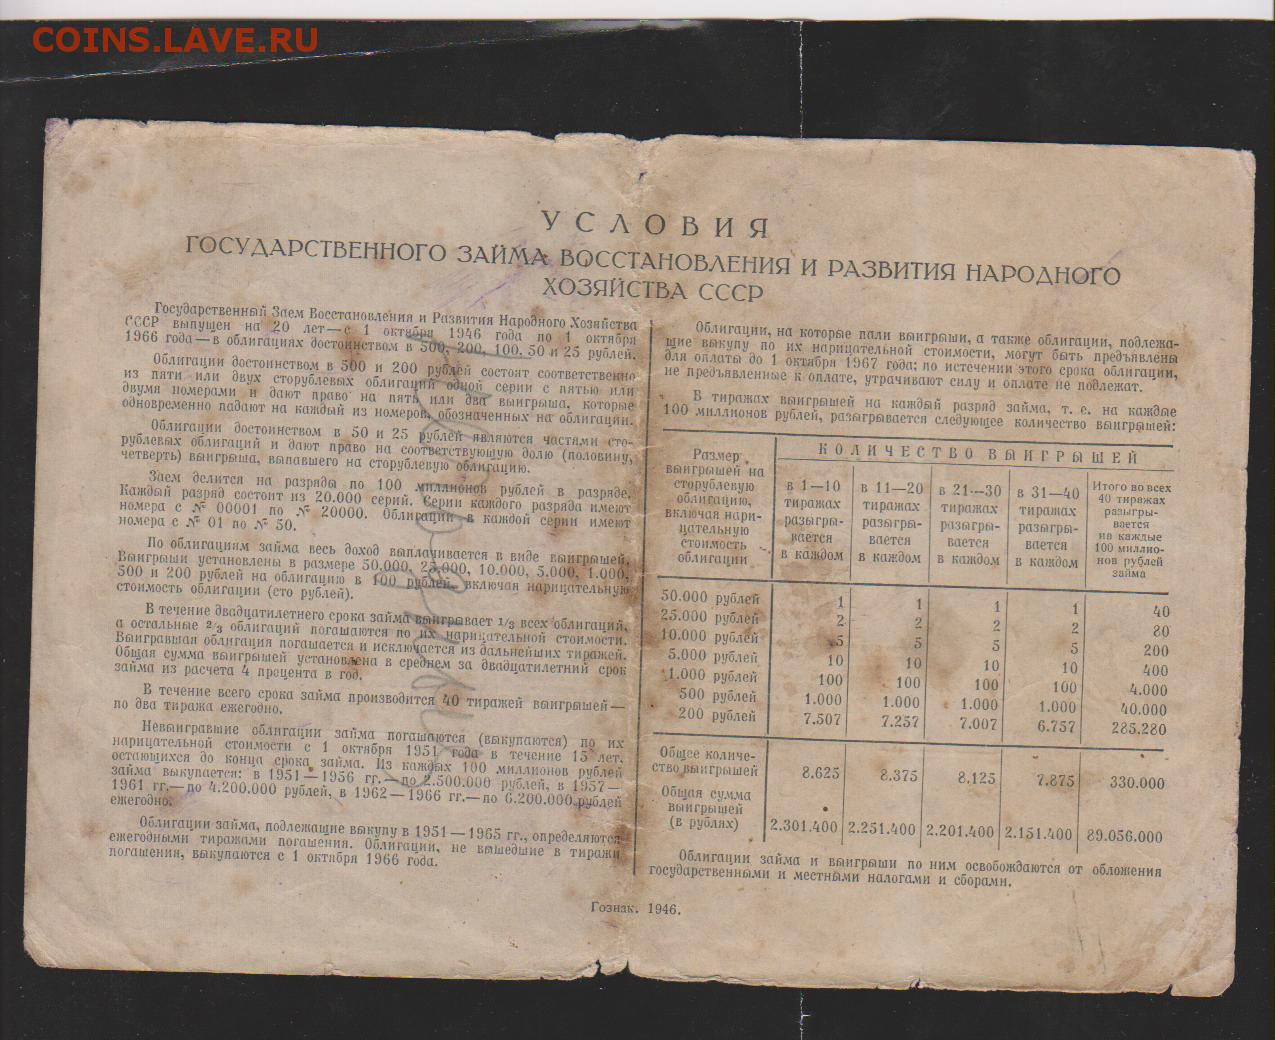 COINS.LAVE.RU
УСЛОВИЯ
ГОСУДАРСТВЕННОГО ЗАЙМА ВОССТАНОВЛЕНИЯ И РАЗВИТИЯ НАРОДНОГО
ХОЗЯЙСТВА СССР
Государственный Заем Восстановления и Развития Народного Хозяйства
СССР выпущен на 20 лет—с 1 октября 1946 года по 1 октября
1966 года—в облигациях достоинством в 500, 200, 100, 50 и 25 рублей.
Облигации достоинством в 500 и 200 рублей состоят соответственно
из пяти или двух сторублевых облигаций одной серии с пятью или
двумя номерами и дают право на пять или два выигрыша, которые
одновременно падают на каждый из номеров, обозначенных на облигации.
Облигации достоинством в 50 и 25 рублей являются частями сто-
рублевых облигаций и дают право на соответствующую долю (половину,
четверть) выигрыша, выпавшего на сторублевую облигацию.
Заем делится на разряды по 100 миллионов рублей в разряде.
Каждый разряд состоит из 20.000 серий. Серии каждого разряда имеют
номера с № 00001 по № 20000. Облигации в каждой серии имеют
номера с № 01 по № 50.
По облигациям займа весь доход выплачивается в виде выигрышей.
Выигрыши установлены в размере 50.000, 25.000, 10.000, 5.000, 1.000,
500 и 200 рублей на облигацию в 100 рублей, включая нарицательную
стоимость облигации (сто рублей).
В течение двадцатилетнего срока займа выигрывает 1/3 всех облигаций,
а остальные 2/3 облигаций погашаются по их нарицательной стоимости.
Выигравшая облигация погашается и исключается из дальнейших тиражей.
Общая сумма выигрышей установлена в среднем за двадцатилетний срок
займа из расчета 4 процента в год.
В течение всего срока займа производится 40 тиражей выигрышей—
по два тиража ежегодно.
Невыигравшие облигации займа погашаются (выкупаются) по их
нарицательной стоимости с 1 октября 1951 года в течение 15 лет,
остающихся до конца срока займа. Из каждых 100 миллионов рублей
займа выкупается: в 1951—1956 гг.—по 2.500.000 рублей, в 1957—
1961 гг.—по 4.200.000 рублей, в 1962—1966 гг.—по 6.200.000 рублей
ежегодно.
Облигации займа, подлежащие выкупу в 1951—1965 гг., определяются
ежегодными тиражами погашения. Облигации, не вышедшие в тиражи
погашения, выкупаются с 1 октября 1966 года.
Облигации, на которые пали выигрыши, а также облигации, подлежа-
щие выкупу по их нарицательной стоимости, могут быть предъявлены
для оплаты до 1 октября 1967 года; по истечении этого срока облигации,
не предъявленные к оплате, утрачивают силу и оплате не подлежат.
В тиражах выигрышей на каждый разряд займа, т. е. на каждые
100 миллионов рублей, разыгрывается следующее количество выигрышей:
Размер выигрышей на сторублевую облигацию, включая нари- цательную стоимость облигации
КОЛИЧЕСТВО ВЫИГРЫШЕЙ
в 1—10 тиражах разыгры- вается в каждом
в 11—20 тиражах разыгры- вается в каждом
в 21—30 тиражах разыгры- вается в каждом
в 31—40 тиражах разыгры- вается в каждом
Итого во всех 40 тиражах разыгры- вается на каждые 100 миллио- нов рублей займа
50.000 рублей 1 1 1 1 40
25.000 рублей 2 2 2 2 80
10.000 рублей 5 5 5 5 200
5.000 рублей 10 10 10 10 400
1.000 рублей 100 100 100 100 4.000
500 рублей 1.000 1.000 1.000 1.000 40.000
200 рублей 7.507 7.257 7.007 6.757 285.280
Общее количе-
ство выигрышей 8.625 8.375 8.125 7.875 330.000
Общая сумма
выигрышей
(в рублях) 2.301.400 2.251.400 2.201.400 2.151.400 89.056.000
Облигации займа и выигрыши по ним освобождаются от обложения
государственными и местными налогами и сборами.
Гознак. 1946.